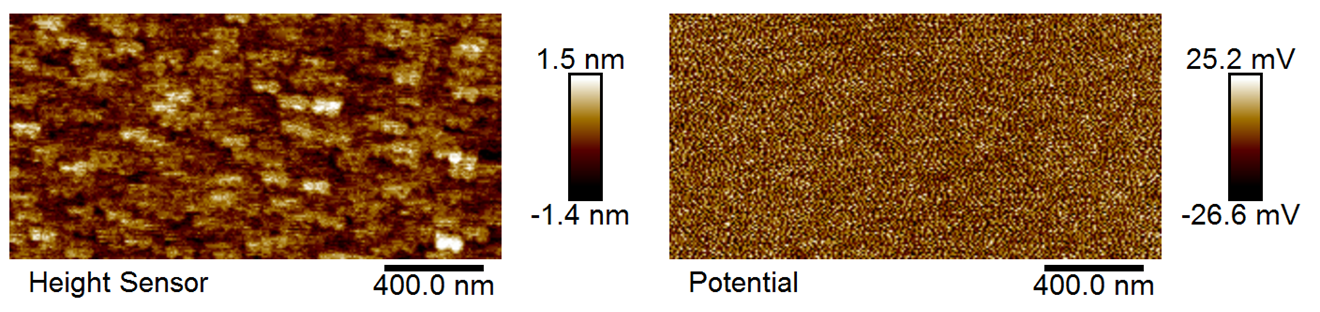 1.5 nm
-1.4 nm
Height Sensor
400.0 nm
25.2 mV
-26.6 mV
Potential
400.0 nm